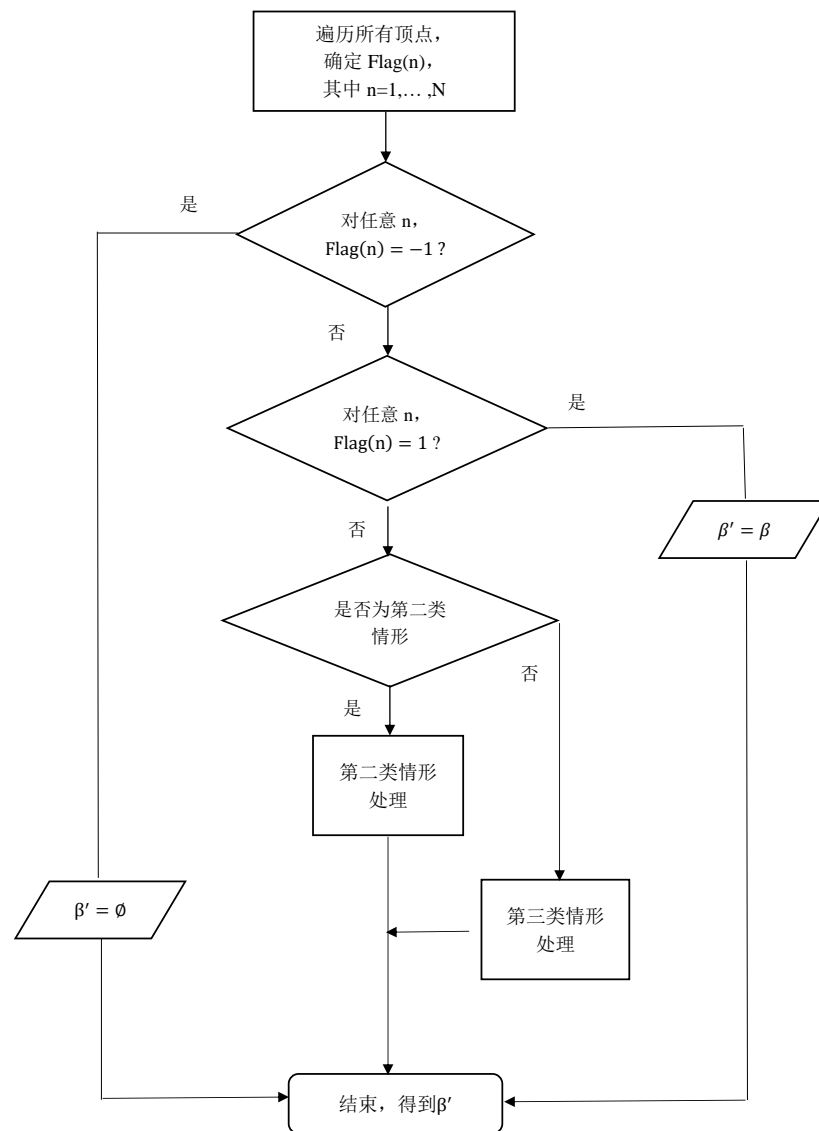 遍历所有顶点，
确定 Flag(n)，
其中 n=1,… ,N
是
对任意 n，
Flag(n) = −1 ?
否
对任意 n，
Flag(n) = 1 ?
是
β′ = β
否
是否为第二类
情形
否
是
第二类情形
处理
β′ = ∅
第三类情形
处理
结束，得到β′